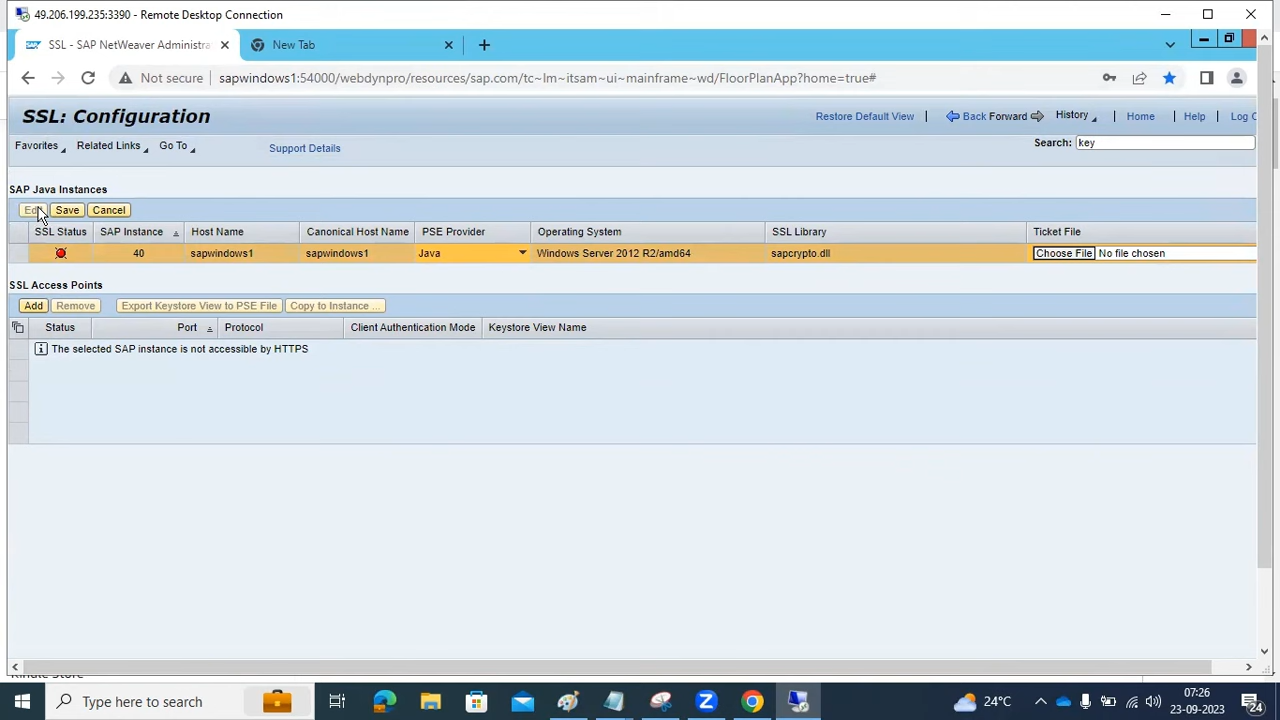 49.206.199.235:3390 - Remote Desktop Connection
SSL - SAP NetWeaver Administra
New Tab
Not secure sapwindows1:54000/webdynpro/resources/sap.com/tc~lm~itsam~ui~mainframe~wd/FloorPlanApp?home=true#
SSL: Configuration
Restore Default View Back Forward History Home Help Log
Favorites Related Links Go To Support Details
Search: key
SAP Java Instances
Edit Save Cancel
SSL Status SAP Instance Host Name Canonical Host Name PSE Provider Operating System SSL Library Ticket File
40 sapwindows1 sapwindows1 Java Windows Server 2012 R2/amd64 sapcrypto.dll Choose File No file chosen
SSL Access Points
Add Remove Export Keystore View to PSE File Copy to Instance ...
Status Port Protocol Client Authentication Mode Keystore View Name
The selected SAP instance is not accessible by HTTPS
Type here to search
24°C
07:26
23-09-2023
24